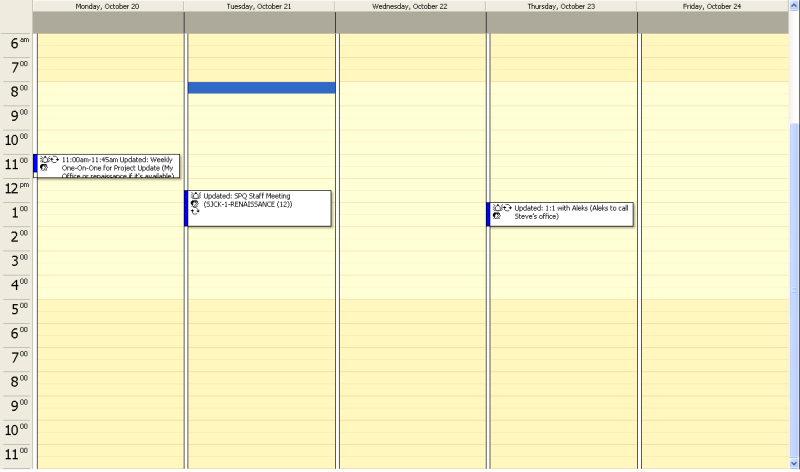 Monday, October 20
Tuesday, October 21
Wednesday, October 22
Thursday, October 23
Friday, October 24
6 am
7 00
8 00
9 00
10 00
11 00
12 pm
1 00
2 00
3 00
4 00
5 00
6 00
7 00
8 00
9 00
10 00
11 00
11:00am-11:45am Updated: Weekly
One-On-One for Project Update (My
Office or renaissance if it's available)
Updated: SPQ Staff Meeting
(SJCK-1-RENAISSANCE (12))
Updated: 1:1 with Aleks (Aleks to call
Steve's office)